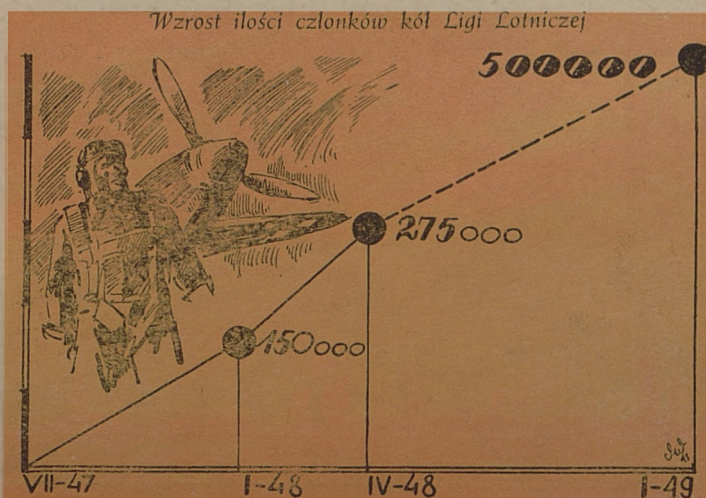 Wzrost ilości członków kół Ligi Lotniczej
500000
275000
150000
VII-47 I-48 IV-48 I-49